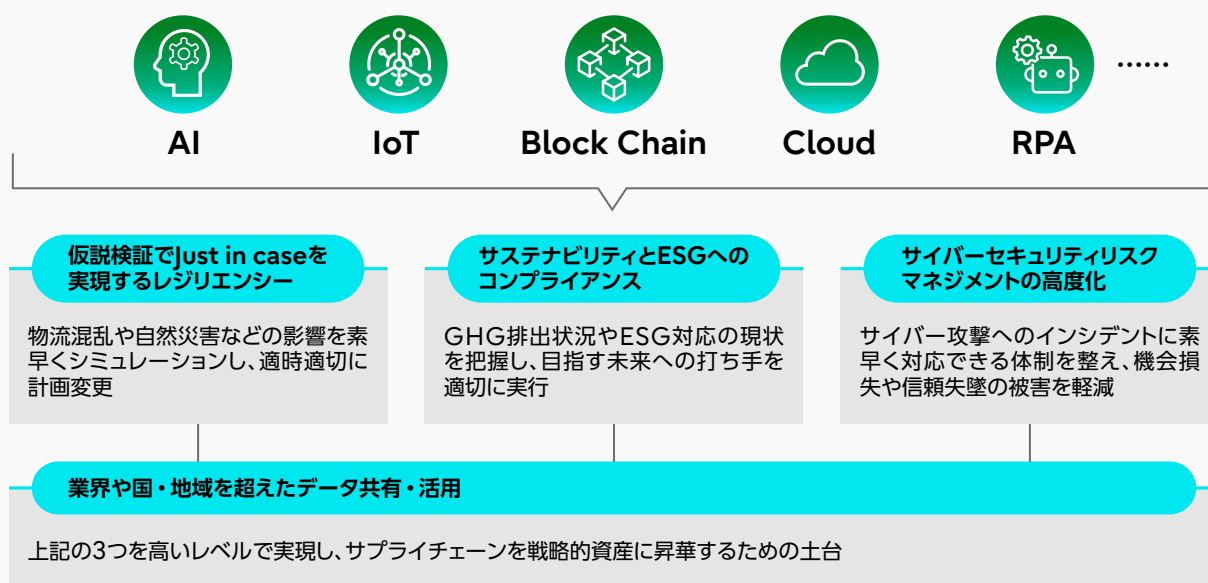 AI
IoT
Block Chain
Cloud
RPA
……
仮説検証でJust in caseを
実現するレジリエンシー
物流混乱や自然災害などの影響を素
早くシミュレーションし、適時適切に
計画変更
サステナビリティとESGへの
コンプライアンス
GHG排出状況やESG対応の現状
を把握し、目指す未来への打ち手を
適切に実行
サイバーセキュリティリスク
マネジメントの高度化
サイバー攻撃へのインシデントに素
早く対応できる体制を整え、機会損
失や信頼失墜の被害を軽減
業界や国・地域を超えたデータ共有・活用
上記の3つを高いレベルで実現し、サプライチェーンを戦略的資産に昇華するための土台